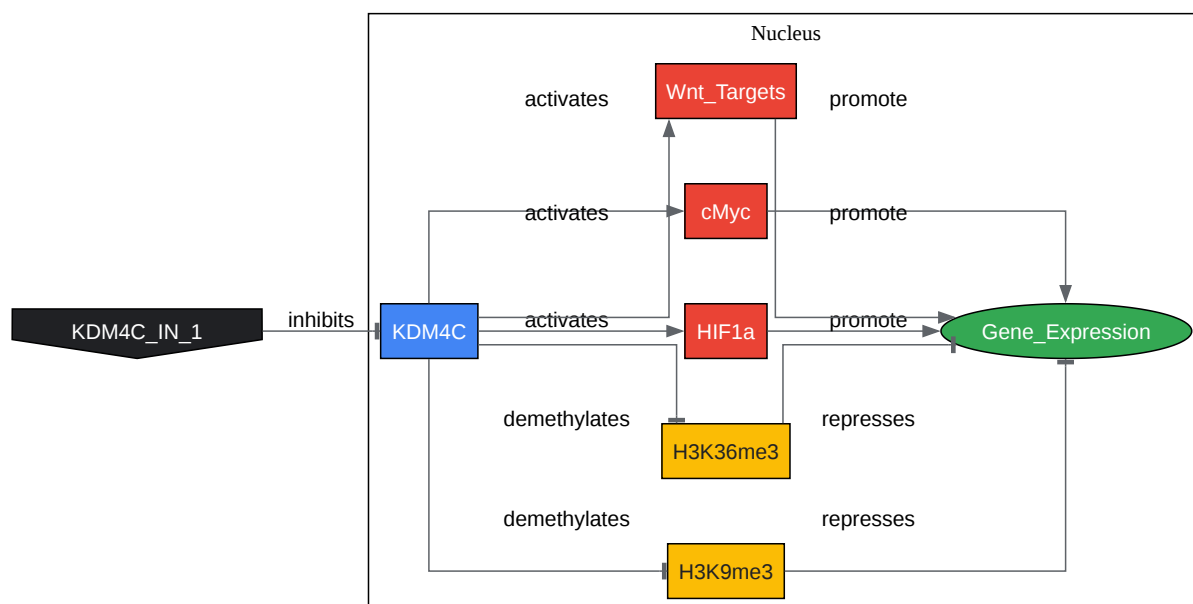 Nucleus
activates
Wnt_Targets
promote
activates
cMyc
promote
KDM4C_IN_1
inhibits
KDM4C
activates
HIF1a
promote
Gene_Expression
demethylates
H3K36me3
represses
demethylates
H3K9me3
represses